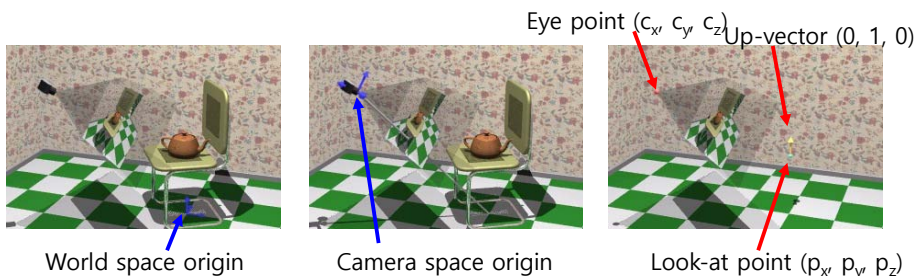 Eye point (cx, cy, cz)
Up-vector (0, 1, 0)
World space origin
Camera space origin
Look-at point (px, py, pz)